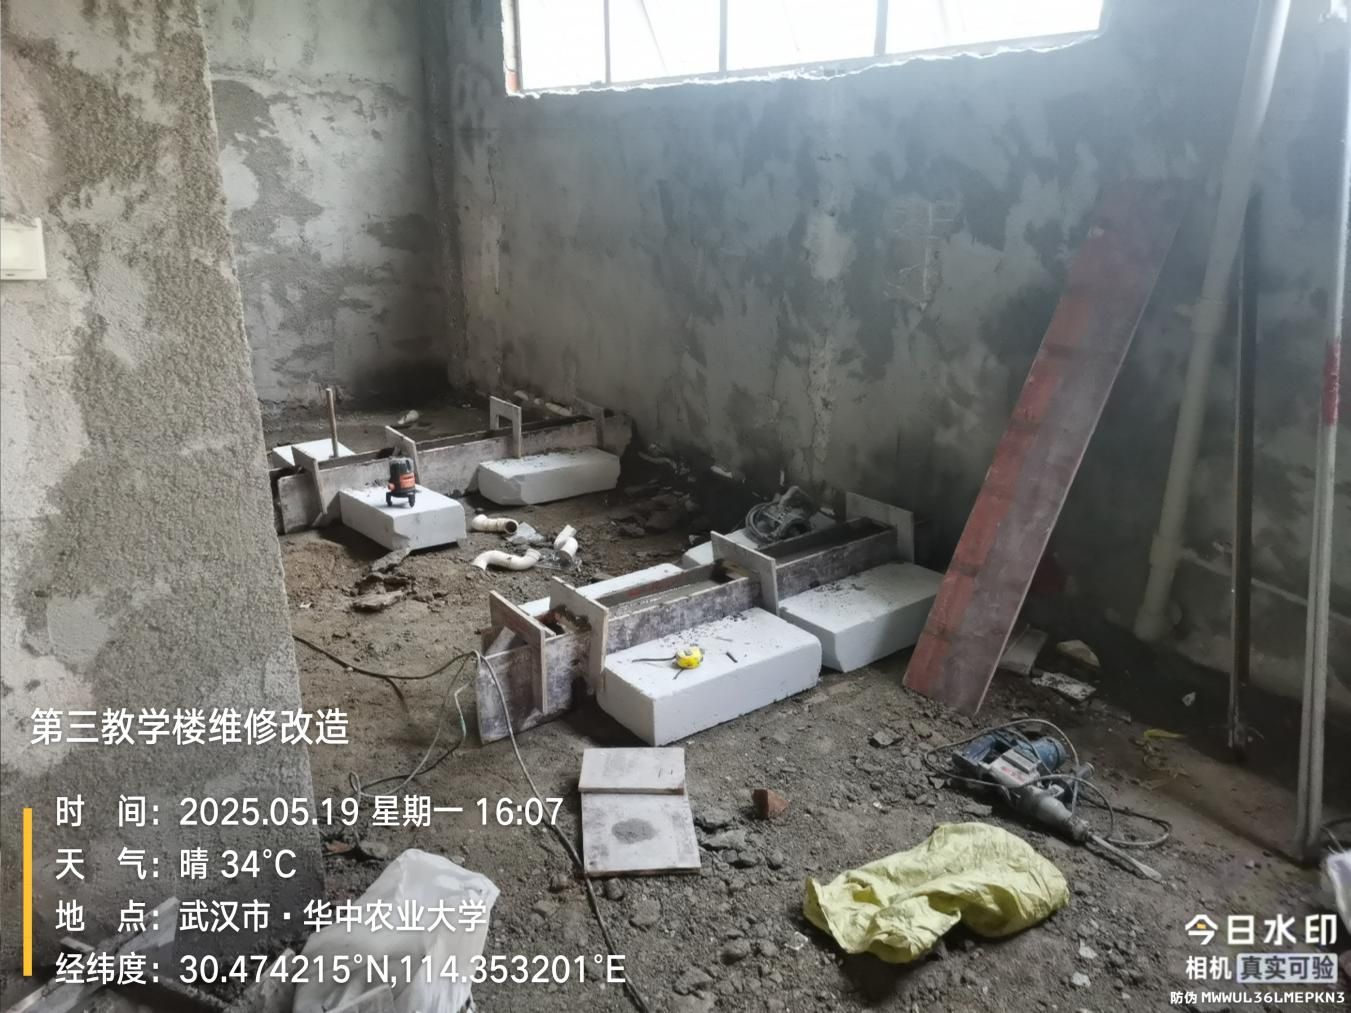 第三教学楼维修改造
时 间：2025.05.19 星期一 16:07
天 气：晴 34°C
地 点：武汉市·华中农业大学
经纬度：30.474215°N,114.353201°E
今日水印
相机 真实可验
防伪 MWWUL36LMEPKN3